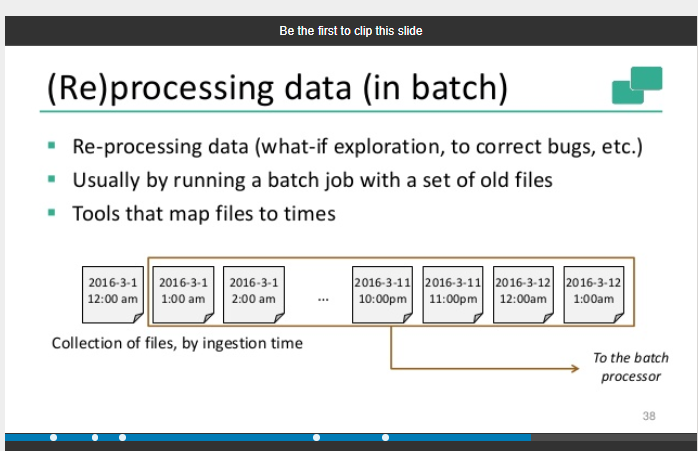 Be the first to clip this slide
(Re)processing data (in batch)
Re-processing data (what-if exploration, to correct bugs, etc.)
Usually by running a batch job with a set of old files
Tools that map files to times
2016-3-1
12:00 am
2016-3-1
1:00 am
2016-3-1
2:00 am
...
2016-3-11
10:00pm
2016-3-11
11:00pm
2016-3-12
12:00am
2016-3-12
1:00am
Collection of files, by ingestion time
To the batch
processor
38